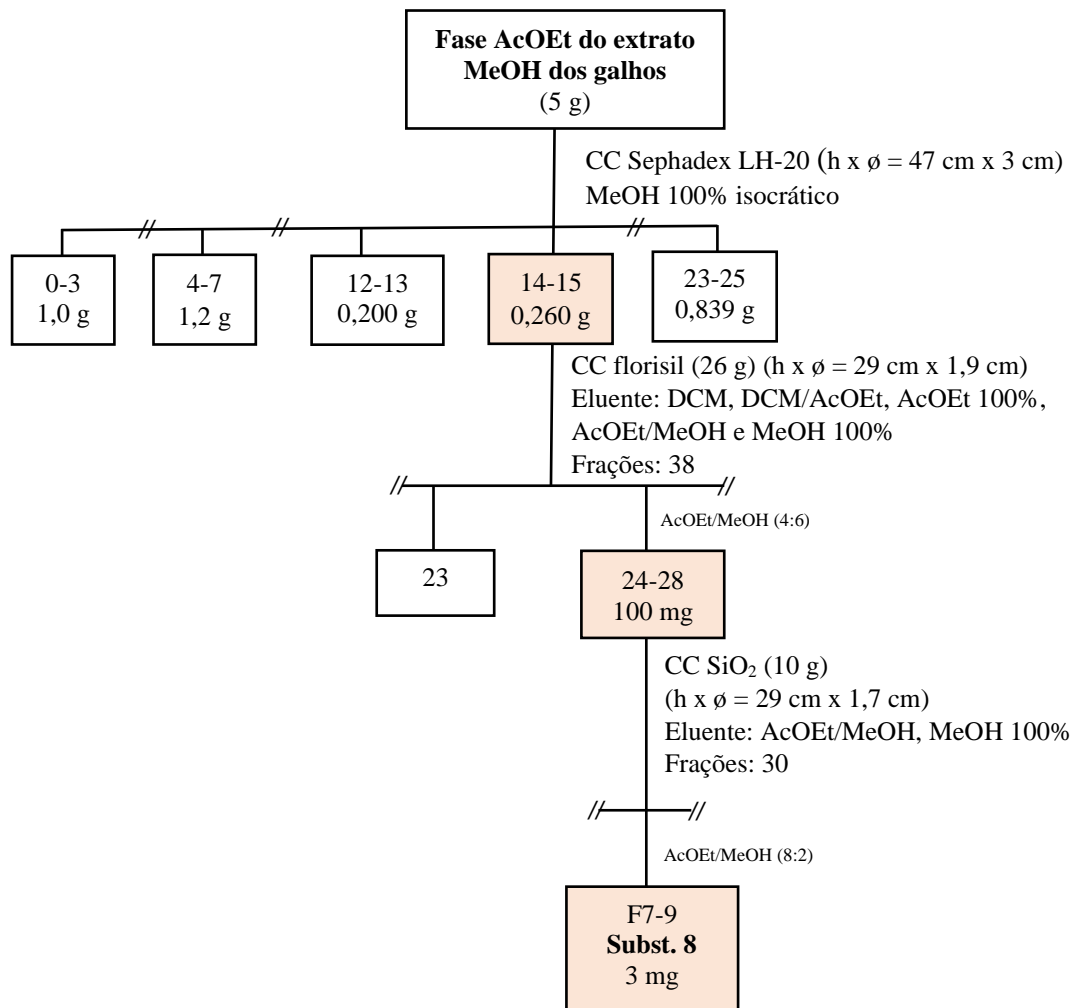 Fase AcOEt do extrato
MeOH dos galhos
(5 g)
CC Sephadex LH-20 (h x ø = 47 cm x 3 cm)
MeOH 100% isocrático
0-3
1,0 g
4-7
1,2 g
12-13
0,200 g
14-15
0,260 g
23-25
0,839 g
CC florisil (26 g) (h x ø = 29 cm x 1,9 cm)
Eluente: DCM, DCM/AcOEt, AcOEt 100%,
AcOEt/MeOH e MeOH 100%
Frações: 38
AcOEt/MeOH (4:6)
23
24-28
100 mg
CC SiO₂ (10 g)
(h x ø = 29 cm x 1,7 cm)
Eluente: AcOEt/MeOH, MeOH 100%
Frações: 30
AcOEt/MeOH (8:2)
F7-9
Subst. 8
3 mg